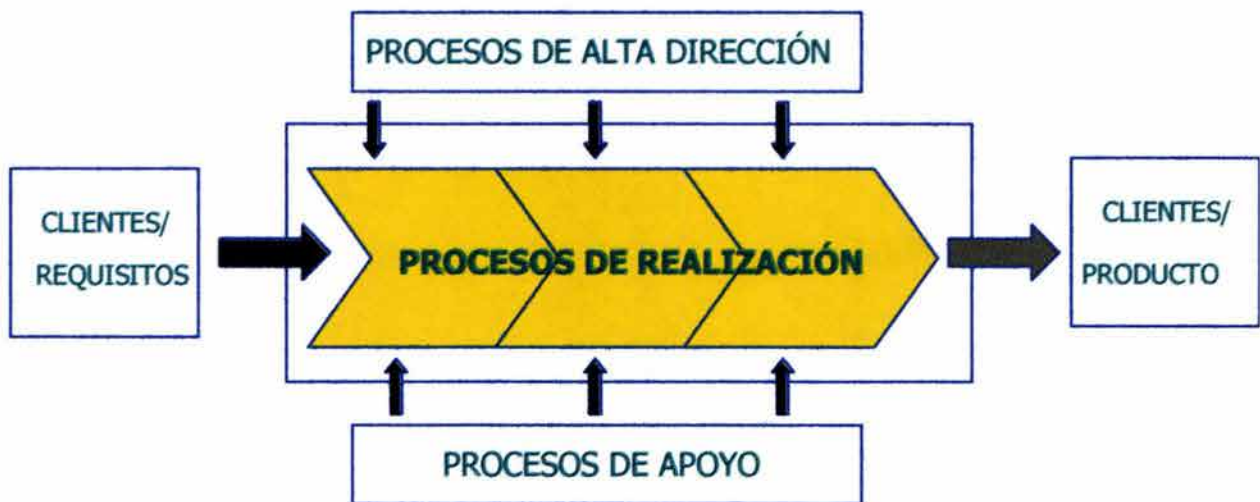 PROCESOS DE ALTA DIRECCIÓN
CLIENTES/
REQUISITOS
PROCESOS DE REALIZACIÓN
CLIENTES/
PRODUCTO
PROCESOS DE APOYO